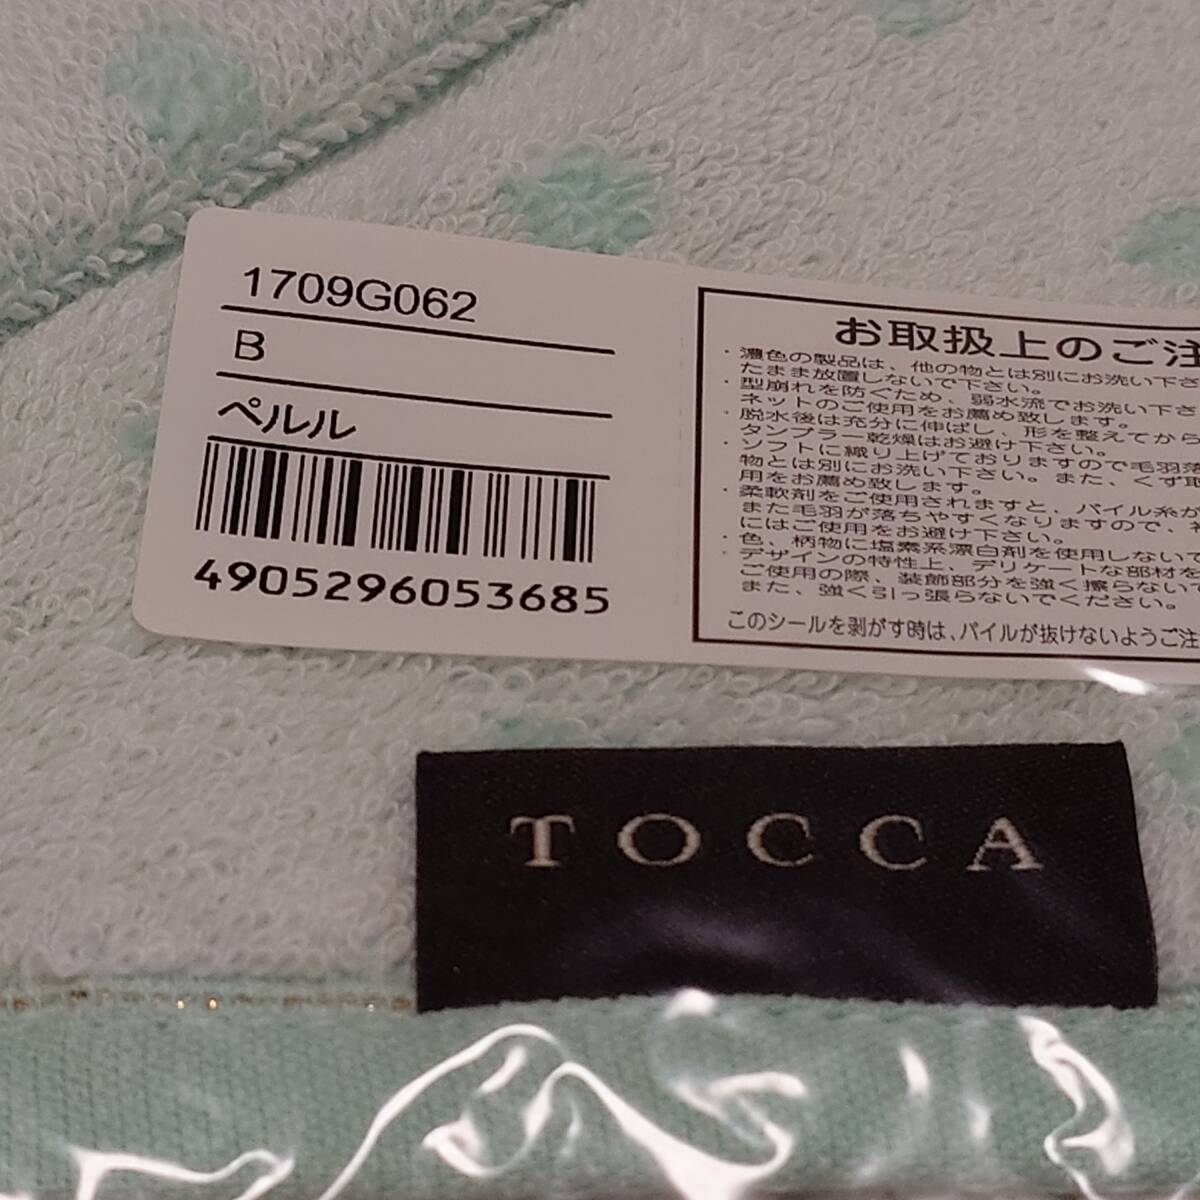 1709G062
B
ペルル
4905296053685
お取扱上のご注
・濃色の製品は、他の物とは別にお洗い下さ
たまま放置しないで下さい。
・型崩れを防ぐため、弱水流でお洗い下さ
ネットのご使用をお薦め致します。
・脱水後は充分に伸ばし、形を整えてから
タンブラー乾燥はお避け下さい。
・ソフトに織り上げておりますので毛羽落
物とは別にお洗い下さい。また、くず取
用をお薦め致します。
・柔軟剤をご使用されますと、パイル糸が
また毛羽が落ちやすくなりますので、初
にはご使用をお避け下さい。
・色、柄物に塩素系漂白剤を使用しないで
・デザインの特性上、デリケートな部材を
ご使用の際、装飾部分を強く擦らないで
また、強く引っ張らないでください。
このシールを剥がす時は、パイルが抜けないようご注
TOCCA